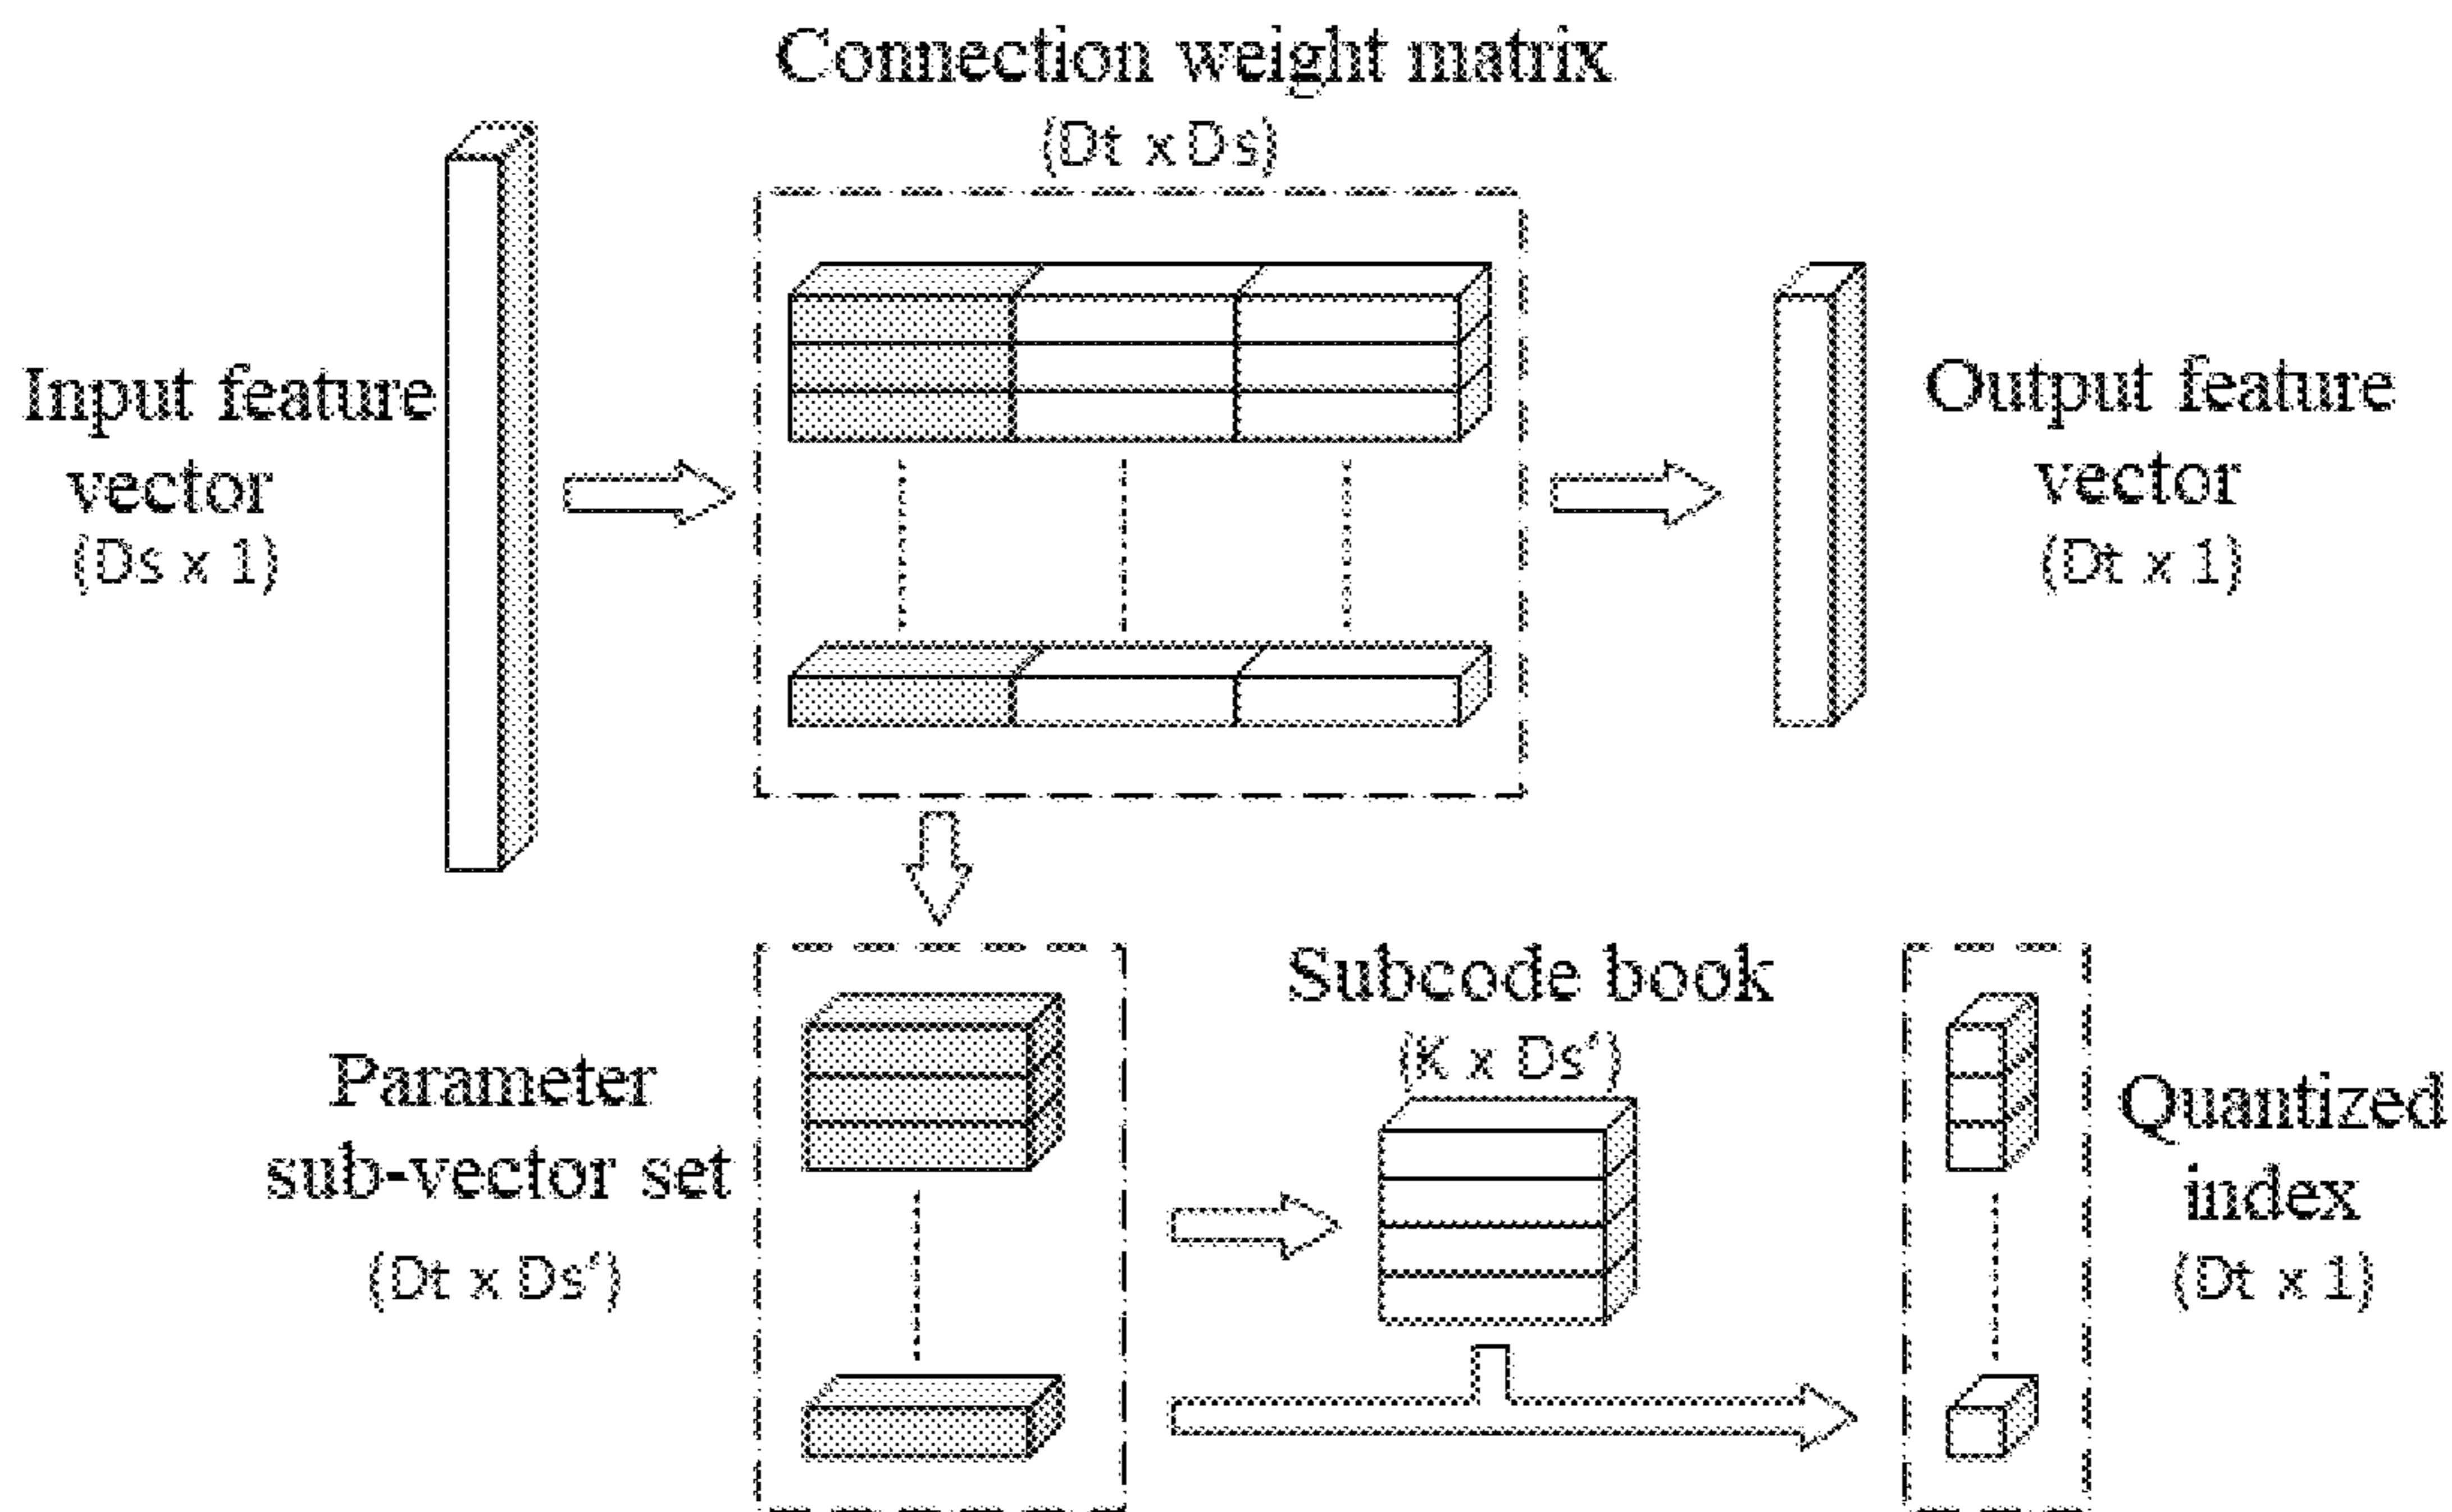 Connection weight matrix
(Dt x Ds)
Input feature
vector
(Ds x 1)
Output feature
vector
(Dt x 1)
Parameter
sub-vector set
(Dt x Ds')
Subcode book
(K x Ds')
Quantized
index
(Dt x 1)